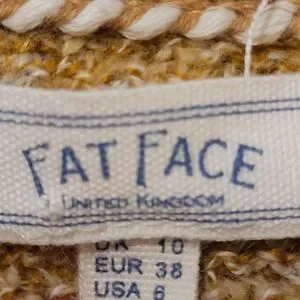 FAT FACE
UNITED KINGDOM
UK 10
EUR 38
USA 6